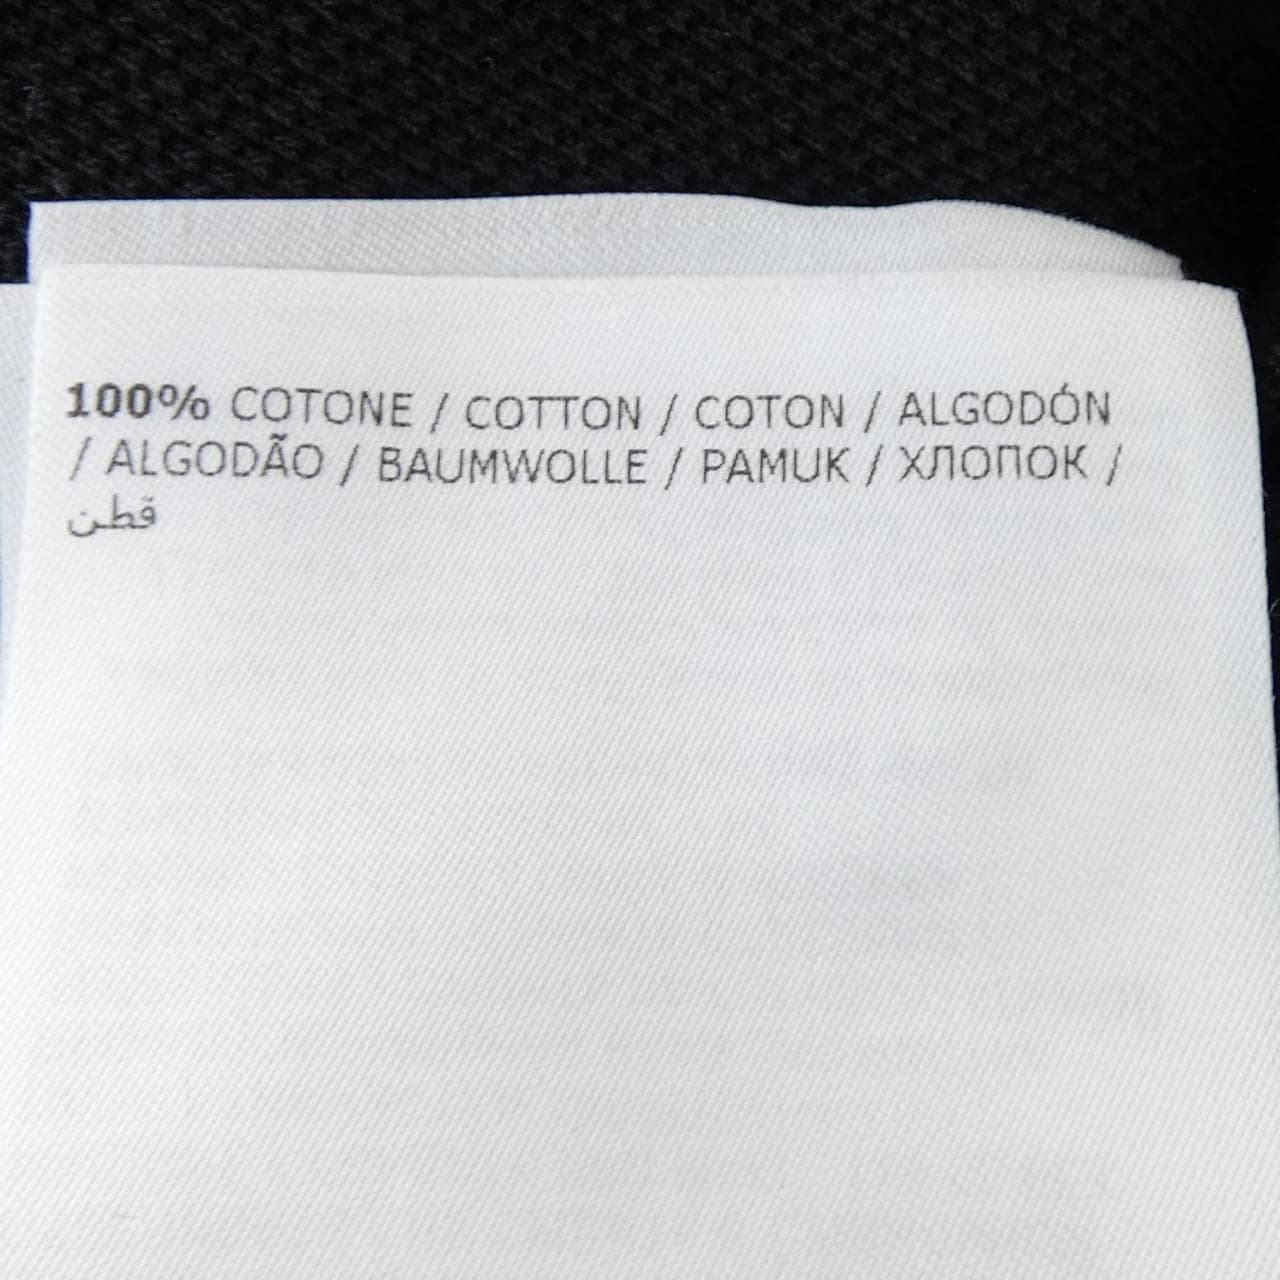 100% COTONE / COTTON / COTON / ALGODÓN
/ ALGODÃO / BAUMWOLLE / PAMUK / ХЛОПОК /
قطن